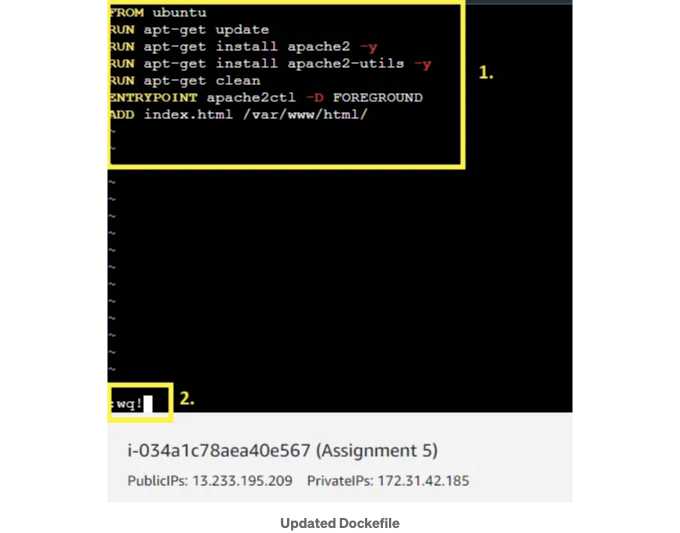 FROM ubuntu
RUN apt-get update
RUN apt-get install apache2 -y
RUN apt-get install apache2-utils -y
RUN apt-get clean
ENTRYPOINT apache2ctl -D FOREGROUND
ADD index.html /var/www/html/
~
~
~
~
~
~
~
~
~
~
~
~
~
~
1.
:wq!
2.
i-034a1c78aea40e567 (Assignment 5)
PublicIPs: 13.233.195.209 PrivateIPs: 172.31.42.185
Updated Dockefile